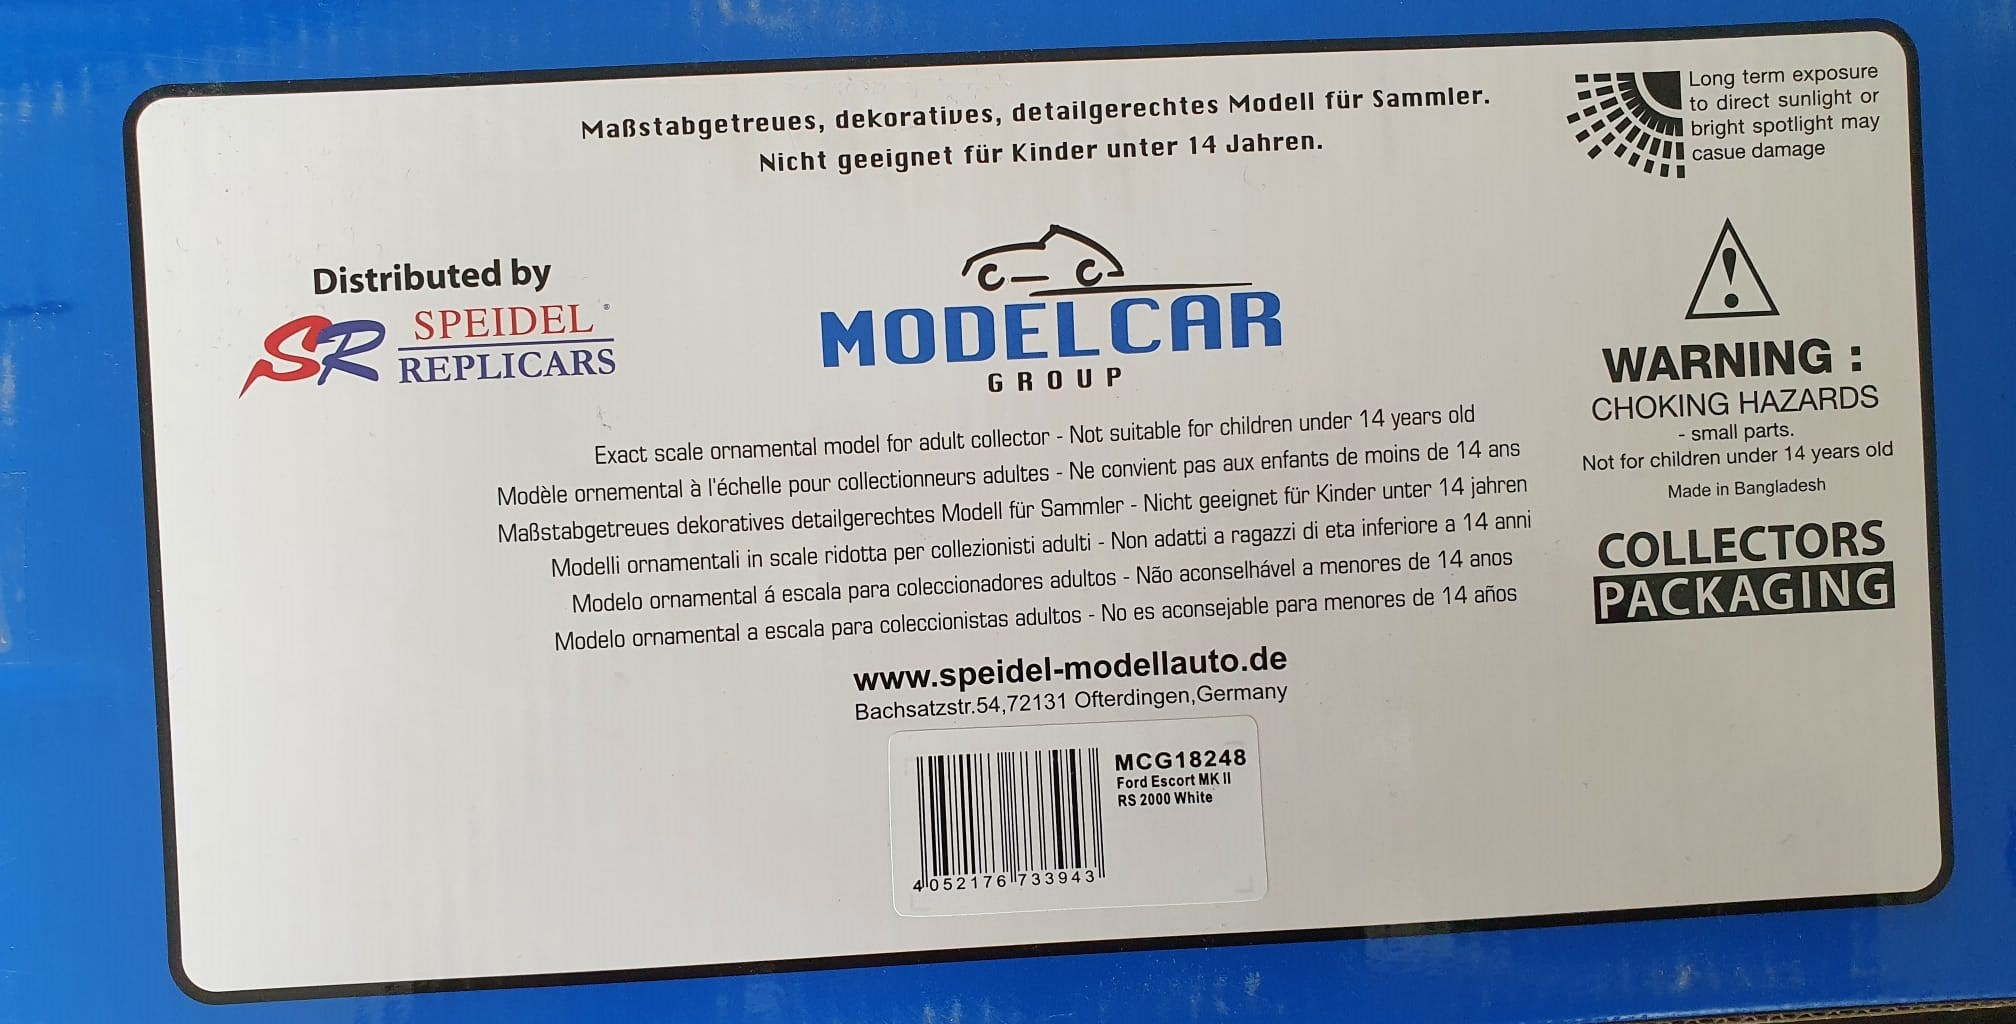 Maßstabgetreues, dekoratives, detailgerechtes Modell für Sammler.
Nicht geeignet für Kinder unter 14 Jahren.
Long term exposure
to direct sunlight or
bright spotlight may
casue damage
Distributed by
SR SPEIDEL®
REPLICARS
MODELCAR
GROUP
WARNING :
CHOKING HAZARDS
- small parts.
Not for children under 14 years old
Made in Bangladesh
COLLECTORS
PACKAGING
Exact scale ornamental model for adult collector - Not suitable for children under 14 years old
Modèle ornemental à l'échelle pour collectionneurs adultes - Ne convient pas aux enfants de moins de 14 ans
Maßstabgetreues dekoratives detailgerechtes Modell für Sammler - Nicht geeignet für Kinder unter 14 jahren
Modelli ornamentali in scale ridotta per collezionisti adulti - Non adatti a ragazzi di eta inferiore a 14 anni
Modelo ornamental á escala para coleccionadores adultos - Não aconselhável a menores de 14 anos
Modelo ornamental a escala para coleccionistas adultos - No es aconsejable para menores de 14 años
www.speidel-modellauto.de
Bachsatzstr.54,72131 Ofterdingen,Germany
MCG18248
Ford Escort MK II
RS 2000 White
4 052176 733943